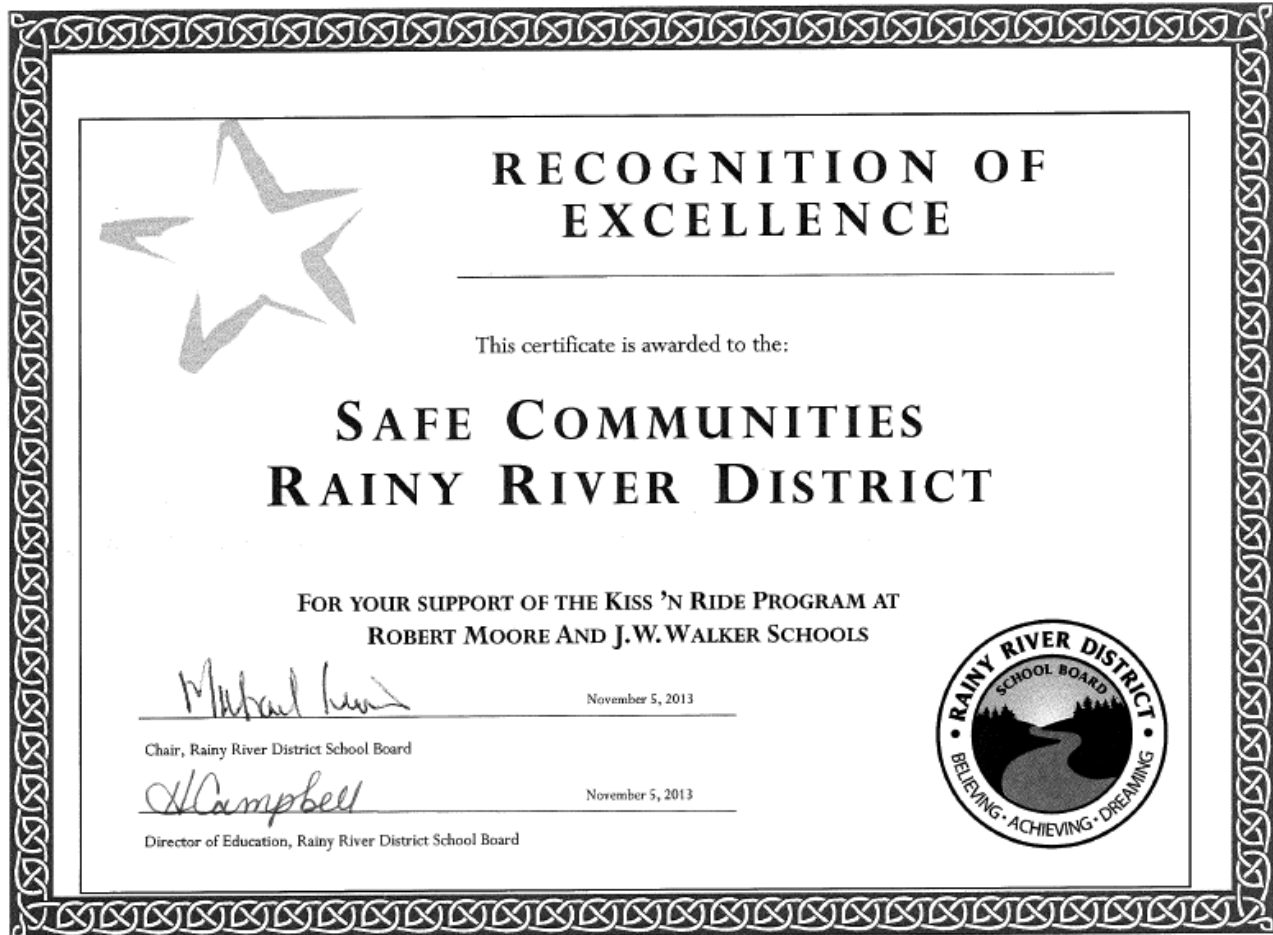 RECOGNITION OF
EXCELLENCE
This certificate is awarded to the:
SAFE COMMUNITIES
RAINY RIVER DISTRICT
FOR YOUR SUPPORT OF THE KISS 'N RIDE PROGRAM AT
ROBERT MOORE AND J.W. WALKER SCHOOLS
Michael
November 5, 2013
Chair, Rainy River District School Board
H Campbell
November 5, 2013
Director of Education, Rainy River District School Board
RAINY RIVER DISTRICT
SCHOOL BOARD
BELIEVING · ACHIEVING · DREAMING